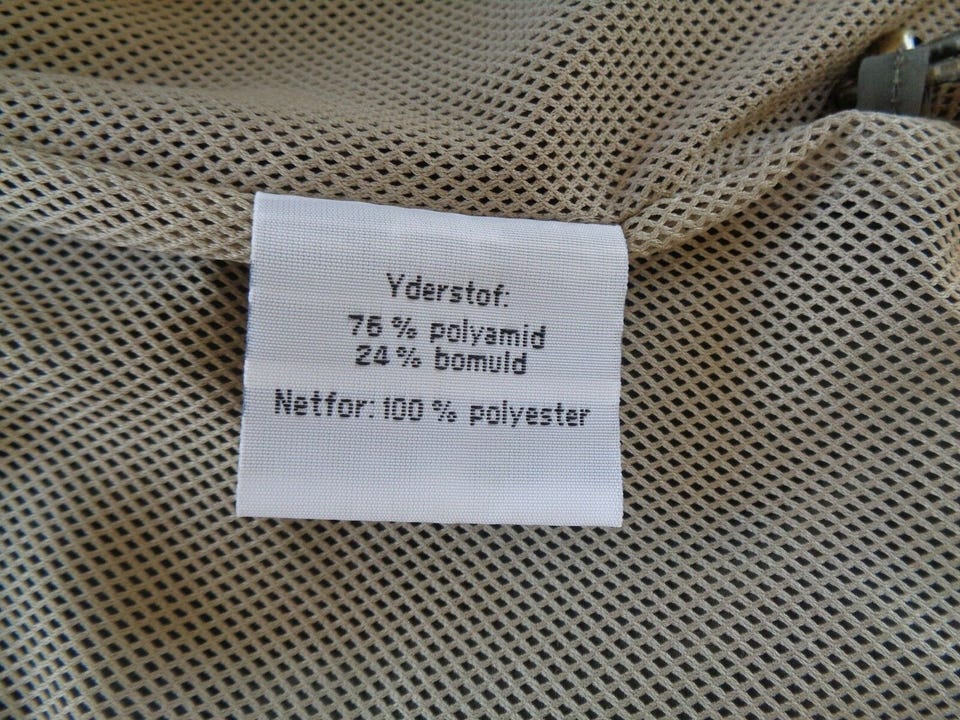 Yderstof:
76 % polyamid
24 % bomuld
Netfor: 100 % polyester